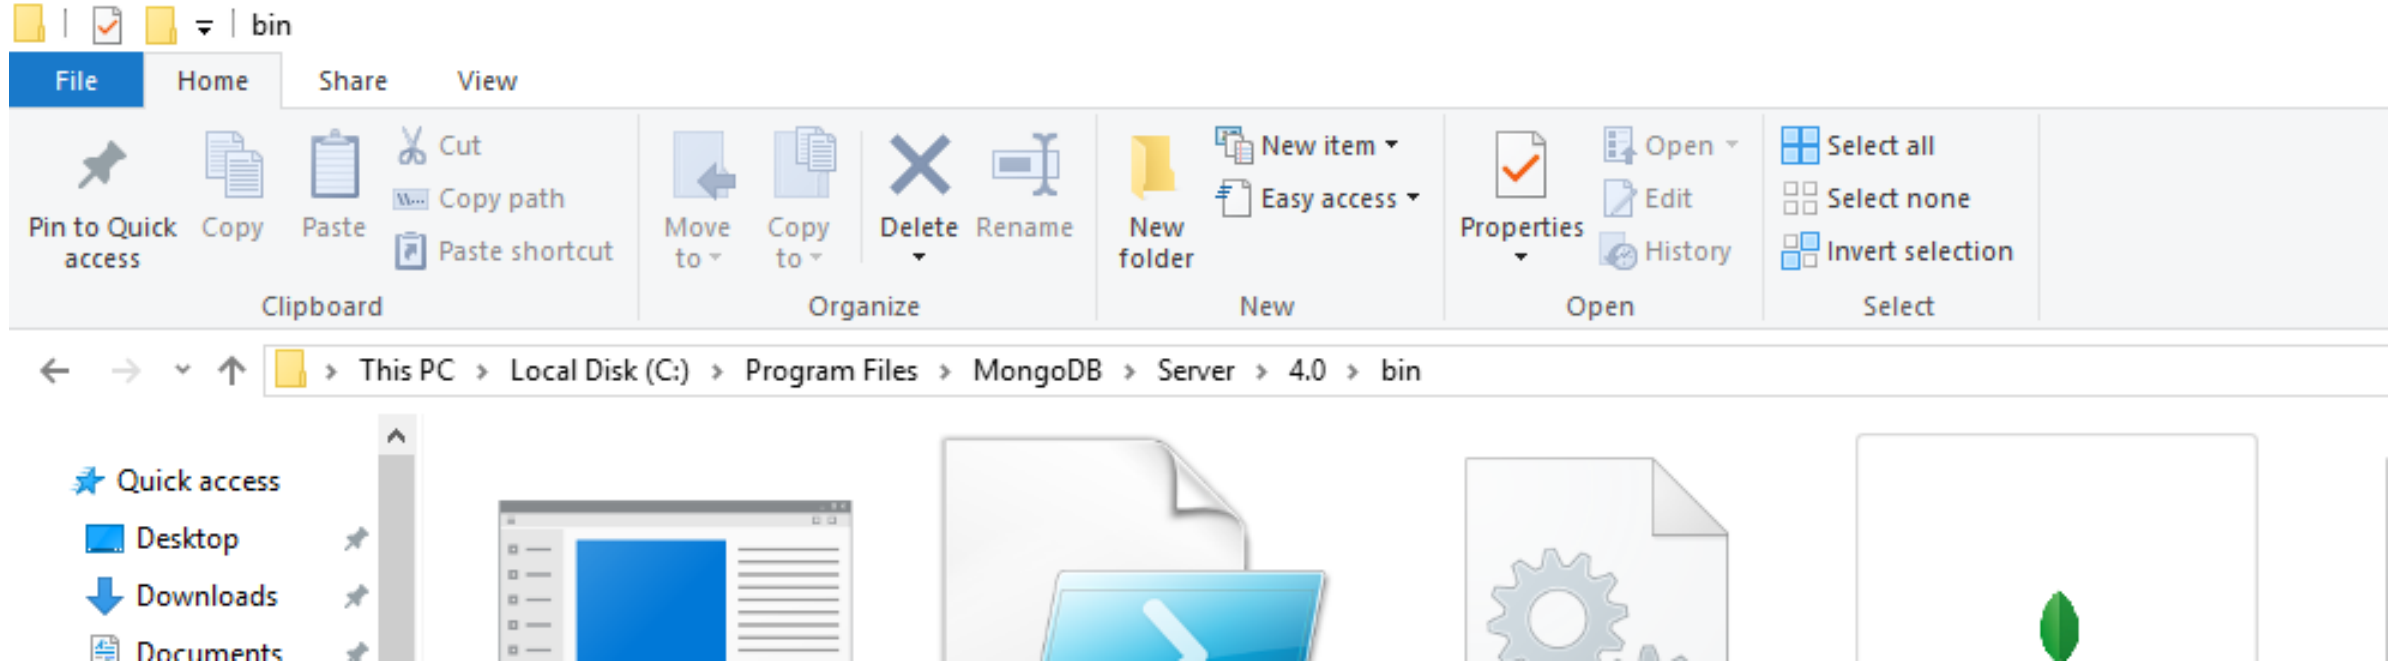 bin
File Home Share View
Pin to Quick access
Copy
Paste
Cut
Copy path
Paste shortcut
Clipboard
Move to
Copy to
Delete
Rename
Organize
New folder
New item
Easy access
New
Properties
Open
Edit
History
Open
Select all
Select none
Invert selection
Select
This PC > Local Disk (C:) > Program Files > MongoDB > Server > 4.0 > bin
Quick access
Desktop
Downloads
Documents